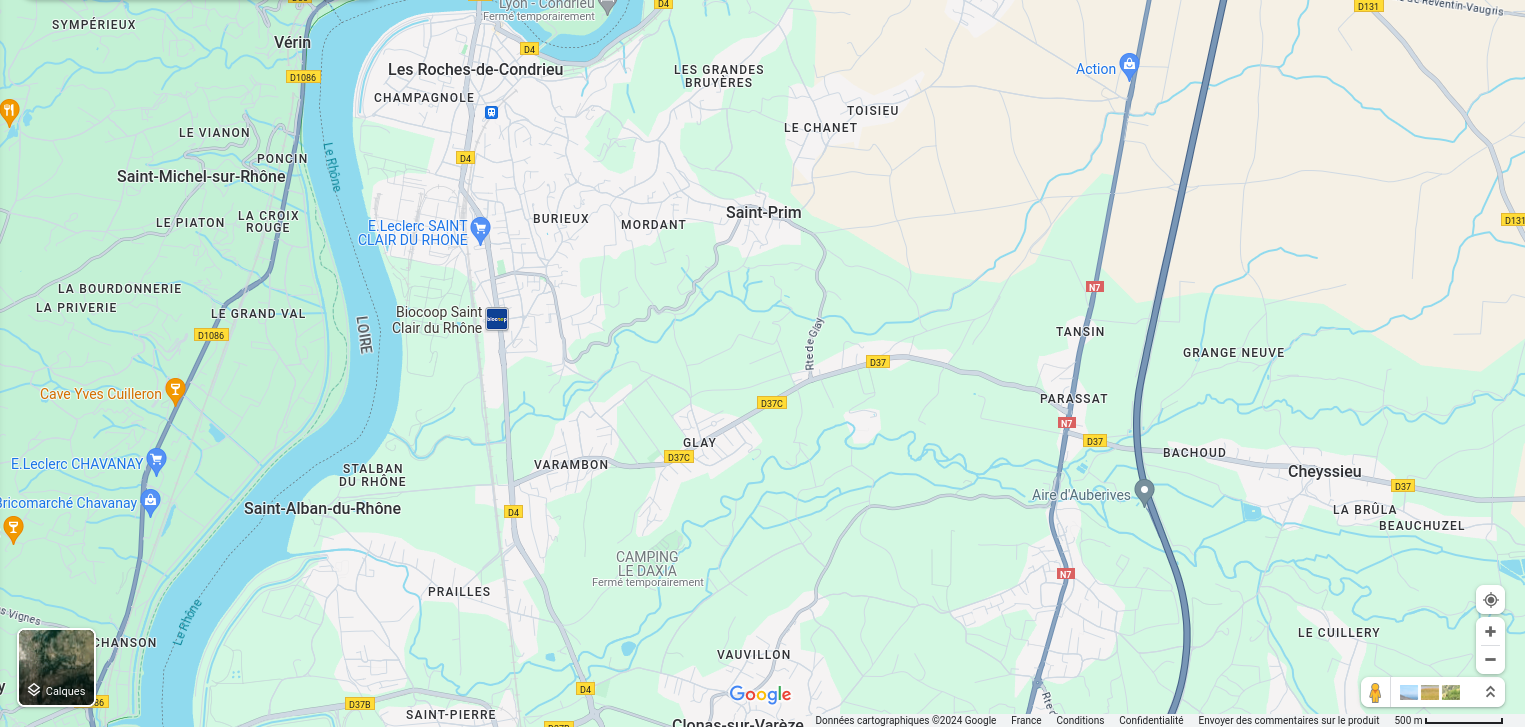 Lyon - Condrieu
Fermé temporairement
D4
D131
de Reventin-Vaugris
SYMPÉRIEUX
Vérin
D4
D1086
Les Roches-de-Condrieu
LES GRANDES
BRUYÈRES
Action
CHAMPAGNOLE
TOISIEU
LE CHANET
LE VIANON
PONCIN
D4
Le Rhône
Saint-Michel-sur-Rhône
LE PIATON
LA CROIX
ROUGE
E.Leclerc SAINT
CLAIR DU RHONE
BURIEUX
MORDANT
Saint-Prim
D131
LA BOURDONNERIE
LA PRIVERIE
LE GRAND VAL
N7
Biocoop Saint
Clair du Rhône
biocoop
LOIRE
D1086
Rte de Glay
TANSIN
GRANGE NEUVE
D37
Cave Yves Cuilleron
D37C
PARASSAT
N7
D37
GLAY
D37C
BACHOUD
E.Leclerc CHAVANAY
VARAMBON
STALBAN
DU RHÔNE
Cheyssieu
D37
Bricomarché Chavanay
Saint-Alban-du-Rhône
D4
Aire d'Auberives
LA BRÛLA
BEAUCHUZEL
CAMPING
LE DAXIA
Fermé temporairement
N7
PRAILLES
Le Rhône
s Vignes
CHANSON
LE CUILLERY
VAUVILLON
Calques
86
D37B
D4
SAINT-PIERRE
D37B
Clonas-sur-Varèze
Google
Rte d
Données cartographiques ©2024 Google France Conditions Confidentialité Envoyer des commentaires sur le produit 500 m